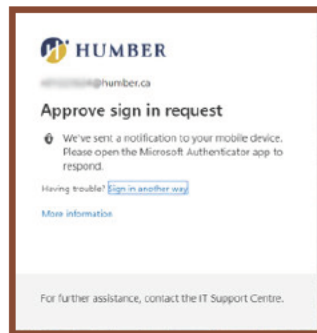 HUMBER
@humber.ca
Approve sign in request
We've sent a notification to your mobile device.
Please open the Microsoft Authenticator app to
respond.
Having trouble? Sign in another way
More information
For further assistance, contact the IT Support Centre.